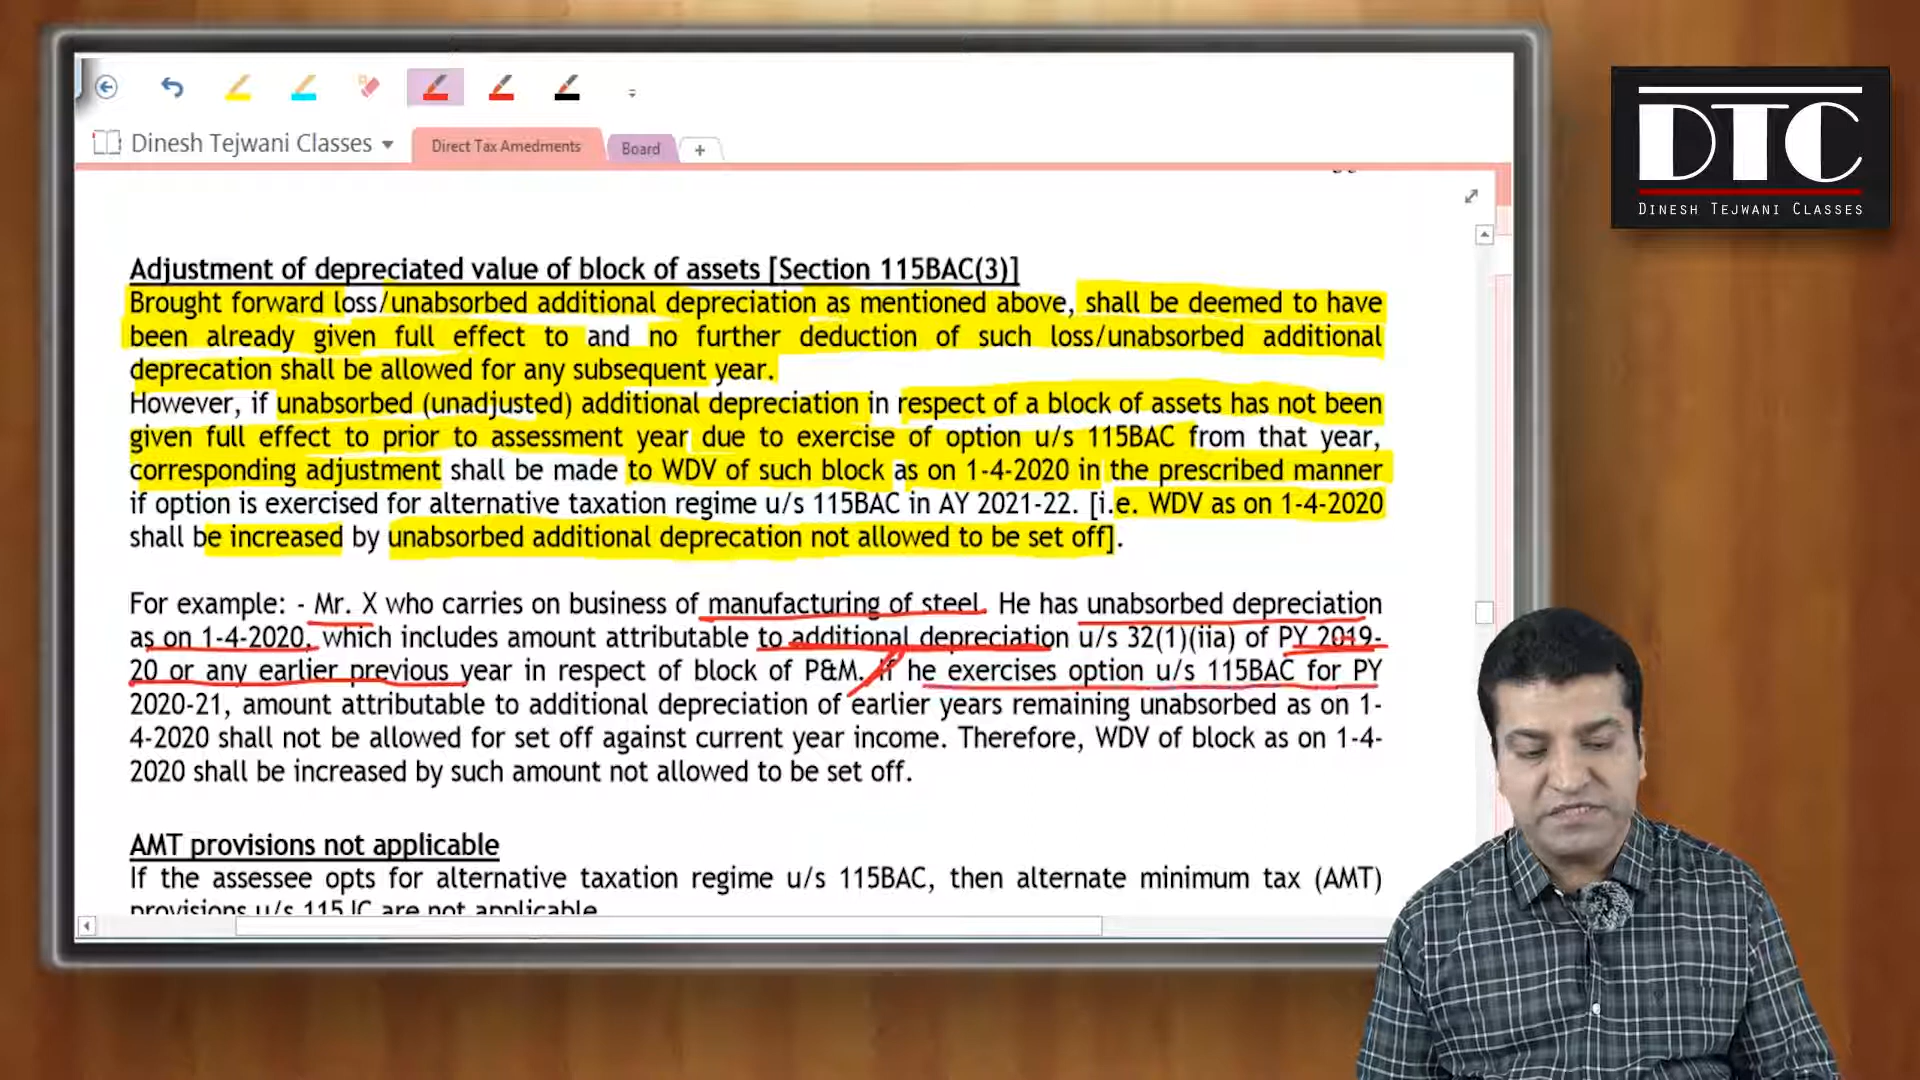 DTC
DINESH TEJWANI CLASSES
Dinesh Tejwani Classes
Direct Tax Amedments
Board
+
Adjustment of depreciated value of block of assets [Section 115BAC(3)]
Brought forward loss/unabsorbed additional depreciation as mentioned above, shall be deemed to have
been already given full effect to and no further deduction of such loss/unabsorbed additional
deprecation shall be allowed for any subsequent year.
However, if unabsorbed (unadjusted) additional depreciation in respect of a block of assets has not been
given full effect to prior to assessment year due to exercise of option u/s 115BAC from that year,
corresponding adjustment shall be made to WDV of such block as on 1-4-2020 in the prescribed manner
if option is exercised for alternative taxation regime u/s 115BAC in AY 2021-22. [i.e. WDV as on 1-4-2020
shall be increased by unabsorbed additional deprecation not allowed to be set off].
For example: - Mr. X who carries on business of manufacturing of steel. He has unabsorbed depreciation
as on 1-4-2020, which includes amount attributable to additional depreciation u/s 32(1)(iia) of PY 2019-
20 or any earlier previous year in respect of block of P&M. If he exercises option u/s 115BAC for PY
2020-21, amount attributable to additional depreciation of earlier years remaining unabsorbed as on 1-
4-2020 shall not be allowed for set off against current year income. Therefore, WDV of block as on 1-4-
2020 shall be increased by such amount not allowed to be set off.
AMT provisions not applicable
If the assessee opts for alternative taxation regime u/s 115BAC, then alternate minimum tax (AMT)
provisions u/s 115JC are not applicable